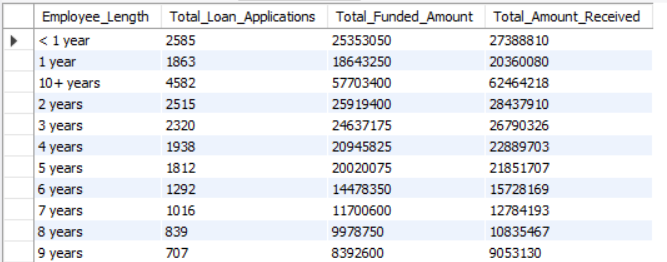 Employee_Length Total_Loan_Applications Total_Funded_Amount Total_Amount_Received
< 1 year 2585 25353050 27388810
1 year 1863 18643250 20360080
10+ years 4582 57703400 62464218
2 years 2515 25919400 28437910
3 years 2320 24637175 26790326
4 years 1938 20945825 22889703
5 years 1812 20020075 21851707
6 years 1292 14478350 15728169
7 years 1016 11700600 12784193
8 years 839 9978750 10835467
9 years 707 8392600 9053130